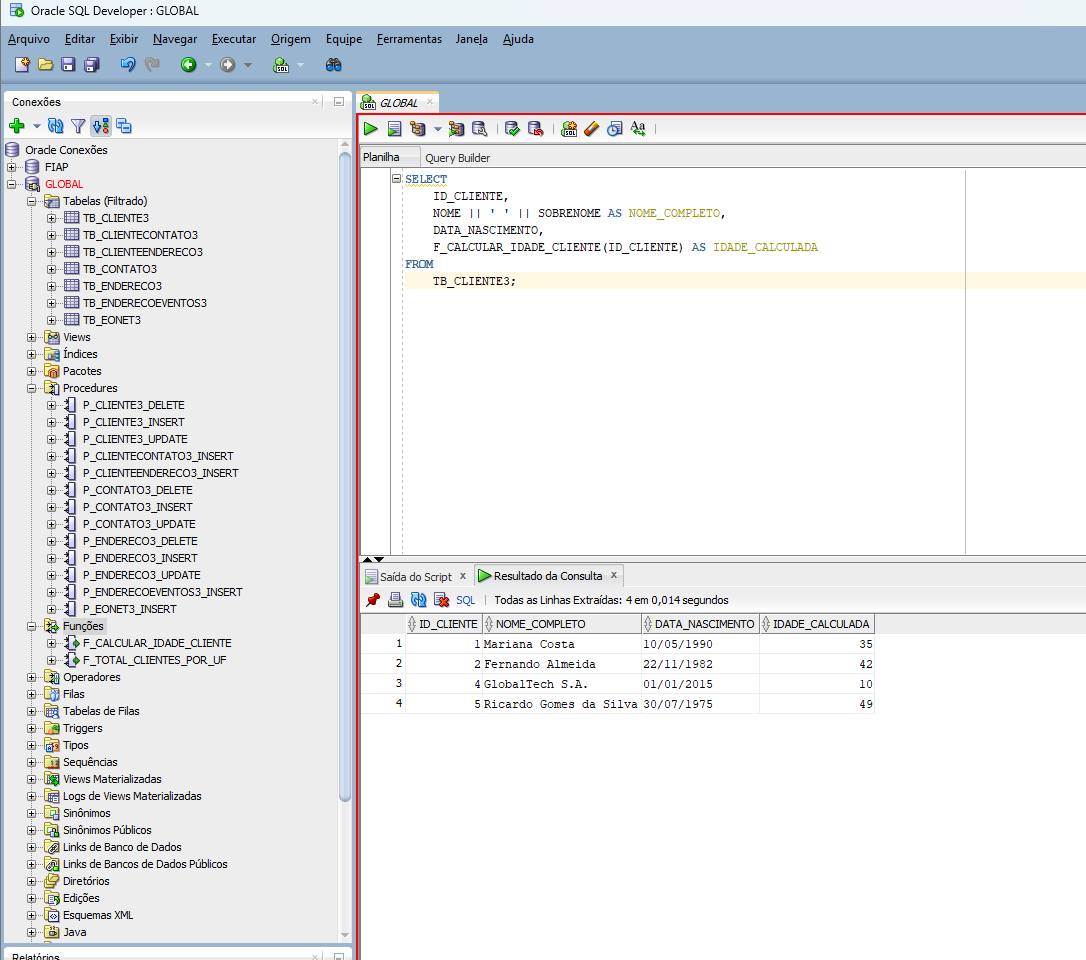 Oracle SQL Developer : GLOBAL
Arquivo Editar Exibir Navegar Executar Origem Equipe Ferramentas Janela Ajuda
Conexões
Oracle Conexões
FIAP
GLOBAL
Tabelas (Filtrado)
TB_CLIENTE3
TB_CLIENTECONTATO3
TB_CLIENTEENDERECO3
TB_CONTATO3
TB_ENDERECO3
TB_ENDERECOEVENTOS3
TB_EONET3
Views
Índices
Pacotes
Procedures
P_CLIENTE3_DELETE
P_CLIENTE3_INSERT
P_CLIENTE3_UPDATE
P_CLIENTECONTATO3_INSERT
P_CLIENTEENDERECO3_INSERT
P_CONTATO3_DELETE
P_CONTATO3_INSERT
P_CONTATO3_UPDATE
P_ENDERECO3_DELETE
P_ENDERECO3_INSERT
P_ENDERECO3_UPDATE
P_ENDERECOEVENTOS3_INSERT
P_EONET3_INSERT
Funções
F_CALCULAR_IDADE_CLIENTE
F_TOTAL_CLIENTES_POR_UF
Operadores
Filas
Tabelas de Filas
Triggers
Tipos
Sequências
Views Materializadas
Logs de Views Materializadas
Sinônimos
Sinônimos Públicos
Links de Banco de Dados
Links de Bancos de Dados Públicos
Diretórios
Edições
Esquemas XML
Java
Relatórios
GLOBAL
Planilha Query Builder
SELECT
ID_CLIENTE,
NOME || ' ' || SOBRENOME AS NOME_COMPLETO,
DATA_NASCIMENTO,
F_CALCULAR_IDADE_CLIENTE(ID_CLIENTE) AS IDADE_CALCULADA
FROM
TB_CLIENTE3;
Saída do Script x Resultado da Consulta x
SQL | Todas as Linhas Extraídas: 4 em 0,014 segundos
ID_CLIENTE NOME_COMPLETO DATA_NASCIMENTO IDADE_CALCULADA
1 1 Mariana Costa 10/05/1990 35
2 2 Fernando Almeida 22/11/1982 42
3 4 GlobalTech S.A. 01/01/2015 10
4 5 Ricardo Gomes da Silva 30/07/1975 49